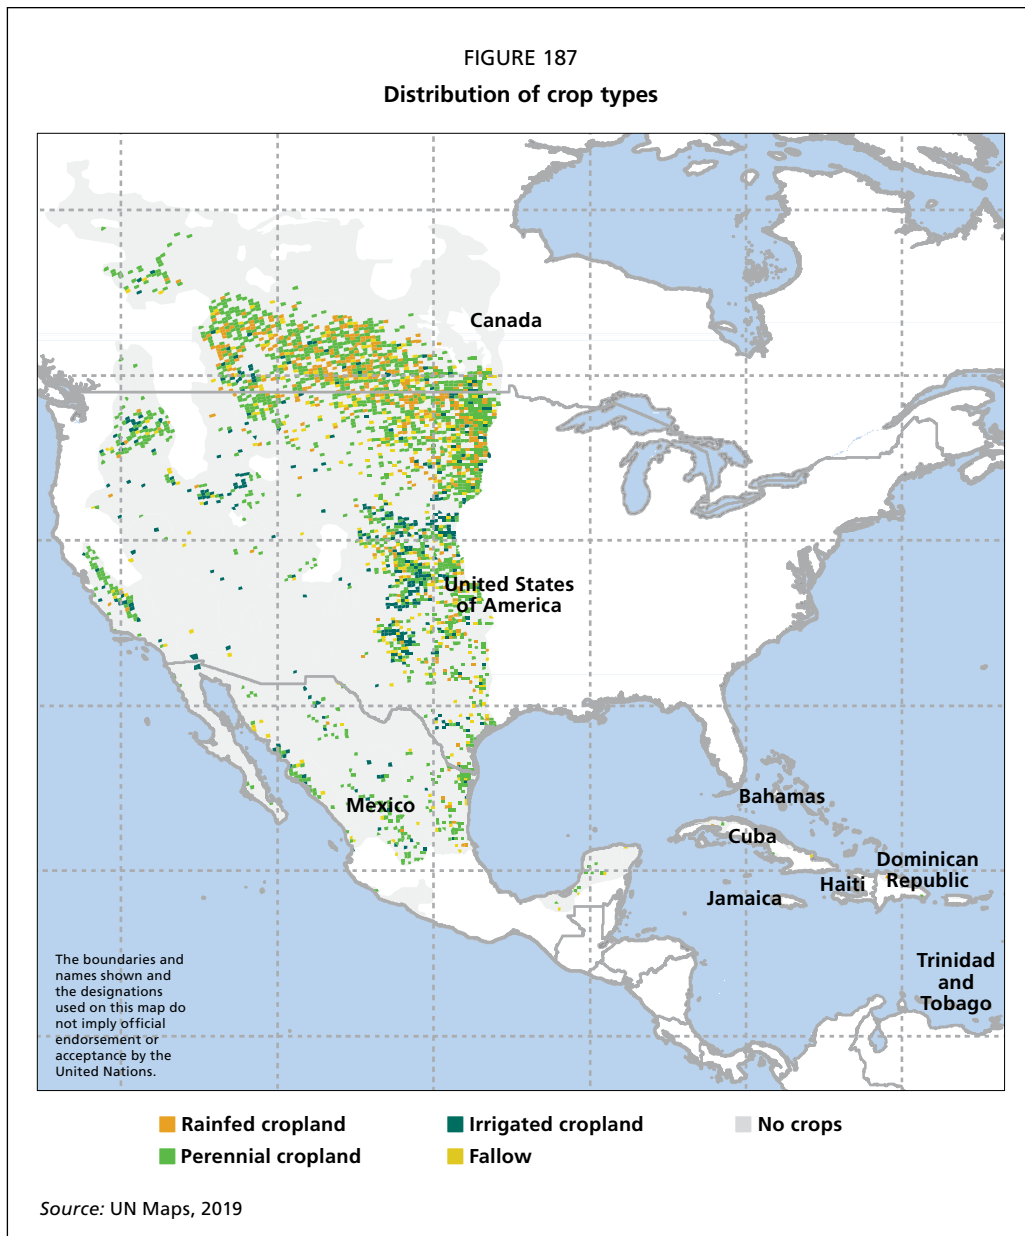 FIGURE 187
Distribution of crop types
Canada
United States
of America
Mexico
Bahamas
Cuba
Dominican
Republic
Haiti
Jamaica
Trinidad
and
Tobago
The boundaries and
names shown and
the designations
used on this map do
not imply official
endorsement or
acceptance by the
United Nations.
Rainfed cropland
Irrigated cropland
No crops
Perennial cropland
Fallow
Source: UN Maps, 2019